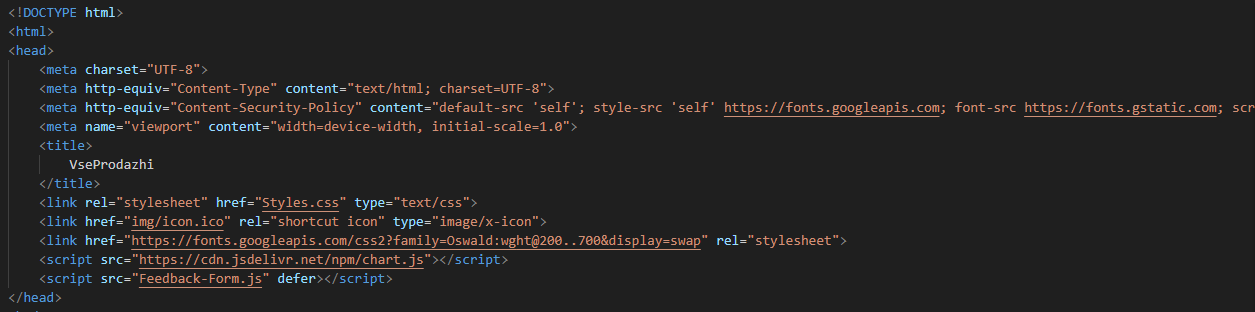 <!DOCTYPE html>
<html>
<head>
<meta charset="UTF-8">
<meta http-equiv="Content-Type" content="text/html; charset=UTF-8">
<meta http-equiv="Content-Security-Policy" content="default-src 'self'; style-src 'self' https://fonts.googleapis.com; font-src https://fonts.gstatic.com; scr
<meta name="viewport" content="width=device-width, initial-scale=1.0">
<title>
VseProdazhi
</title>
<link rel="stylesheet" href="Styles.css" type="text/css">
<link href="img/icon.ico" rel="shortcut icon" type="image/x-icon">
<link href="https://fonts.googleapis.com/css2?family=Oswald:wght@200..700&display=swap" rel="stylesheet">
<script src="https://cdn.jsdelivr.net/npm/chart.js"></script>
<script src="Feedback-Form.js" defer></script>
</head>